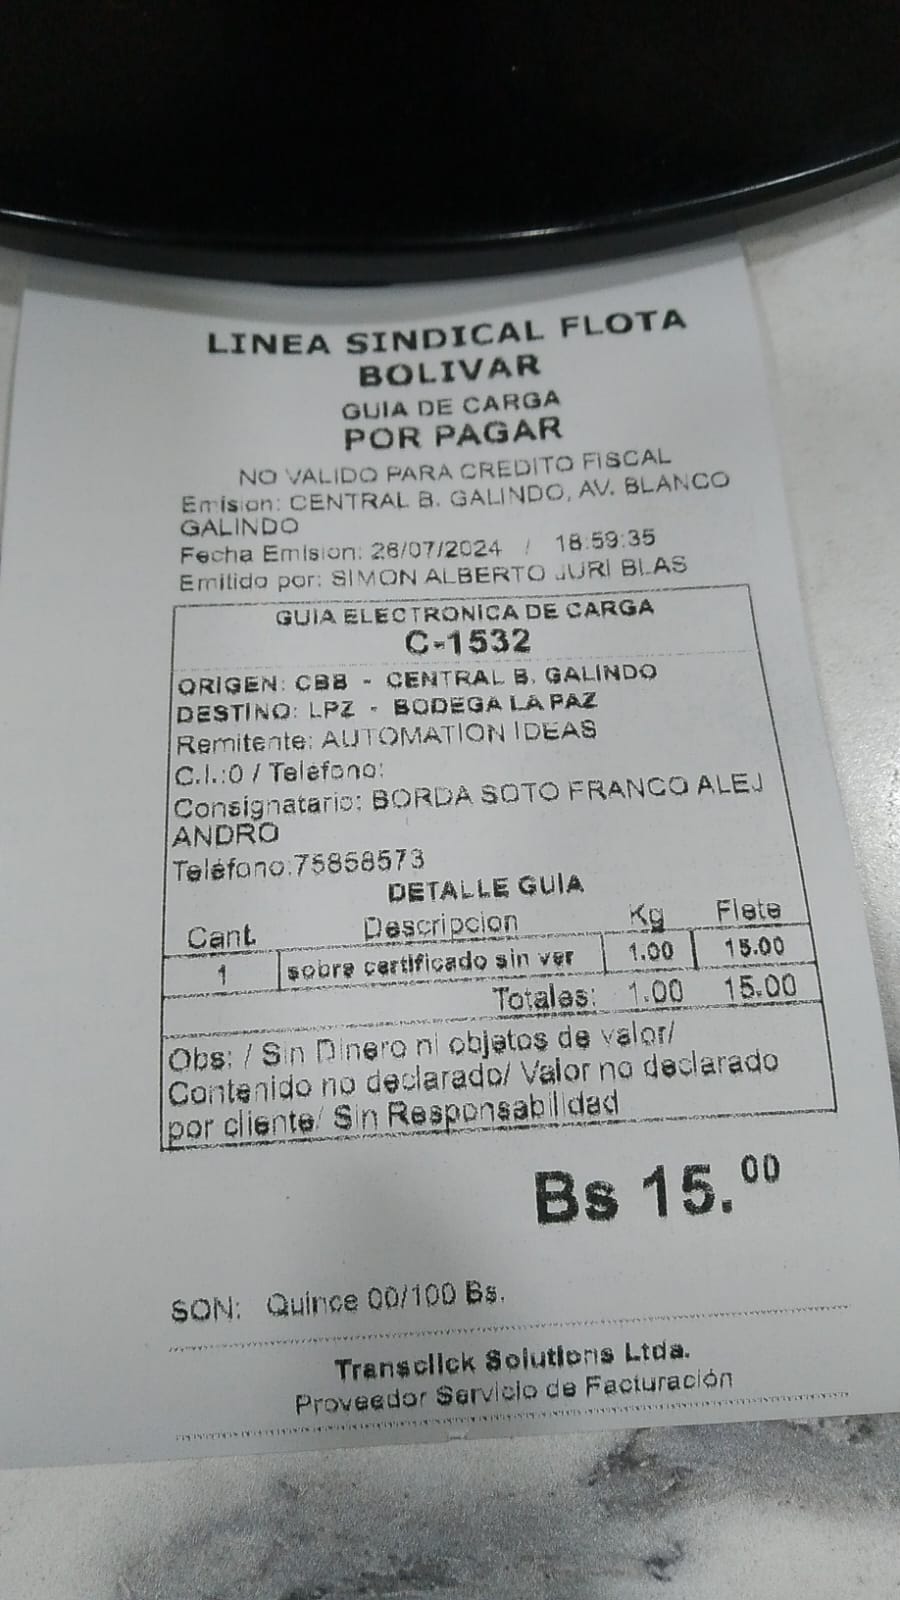 LINEA SINDICAL FLOTA
BOLIVAR
GUIA DE CARGA
POR PAGAR
NO VALIDO PARA CREDITO FISCAL
Emision: CENTRAL B. GALINDO, AV. BLANCO
GALINDO
Fecha Emision: 26/07/2024 / 18:59:35
Emitido por: SIMON ALBERTO JURI BLAS
GUIA ELECTRONICA DE CARGA
C-1532
ORIGEN: CBB - CENTRAL B. GALINDO
DESTINO: LPZ - BODEGA LA PAZ
Remitente: AUTOMATION IDEAS
C.I.:0 / Teléfono:
Consignatario: BORDA SOTO FRANCO ALEJ
ANDRO
Teléfono:75858573
DETALLE GUIA
Cant. Descripcion Kg Flete
1 sobre certificado sin ver 1.00 15.00
Totales: 1.00 15.00
Obs: / Sin Dinero ni objetos de valor/
Contenido no declarado/ Valor no declarado
por cliente/ Sin Responsabilidad
Bs 15.00
SON: Quince 00/100 Bs.
Transclick Solutions Ltda.
Proveedor Servicio de Facturación